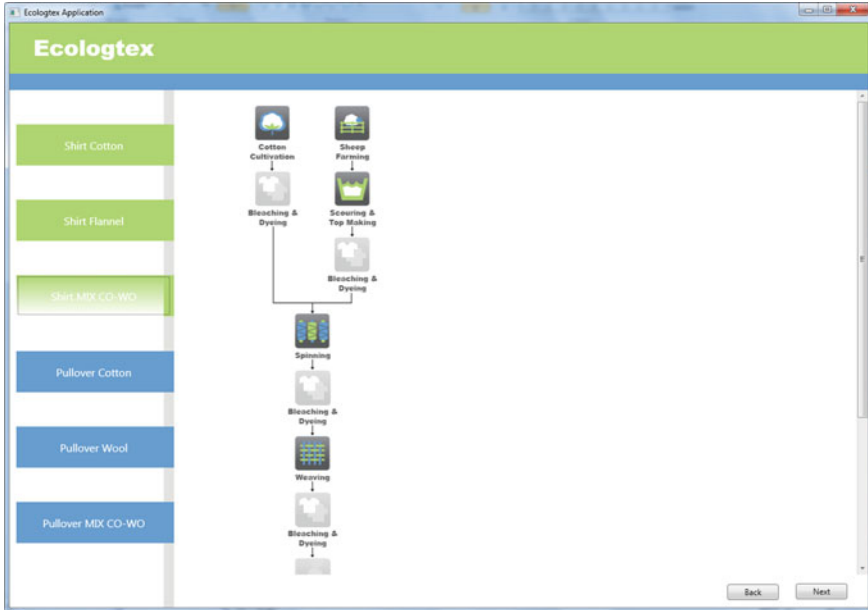 Ecologtex Application
Ecologtex
Shirt Cotton
Shirt Flannel
Shirt MIX CO-WO
Pullover Cotton
Pullover Wool
Pullover MIX CO-WO
Cotten
Cultivation
Sheep
Farming
Bleaching &
Dyeing
Scouring &
Top Making
Bleaching &
Dyeing
Spinning
Bleaching &
Dyeing
Weaving
Bleaching &
Dyeing
Back
Next